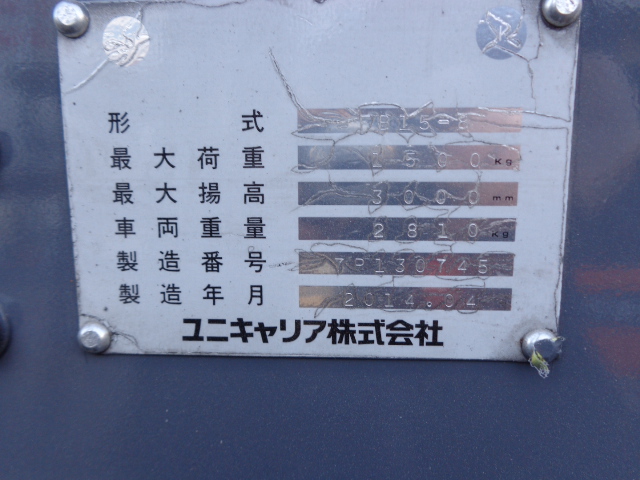 形式
最大荷重 1500 Kg
最大揚高 3000 mm
車両重量 2810 Kg
製造番号 7P130745
製造年月 2014.04
ユニキャリア株式会社